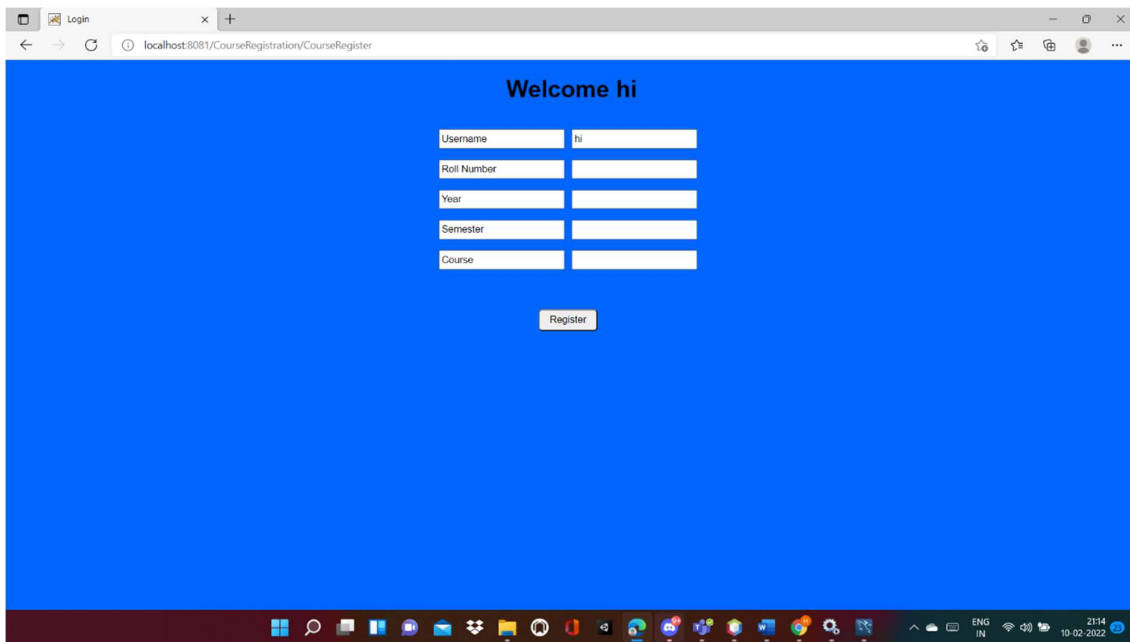 Login
localhost:8081/CourseRegistration/CourseRegister
Welcome hi
Username hi
Roll Number
Year
Semester
Course
Register
ENG 21:14
IN 10-02-2022